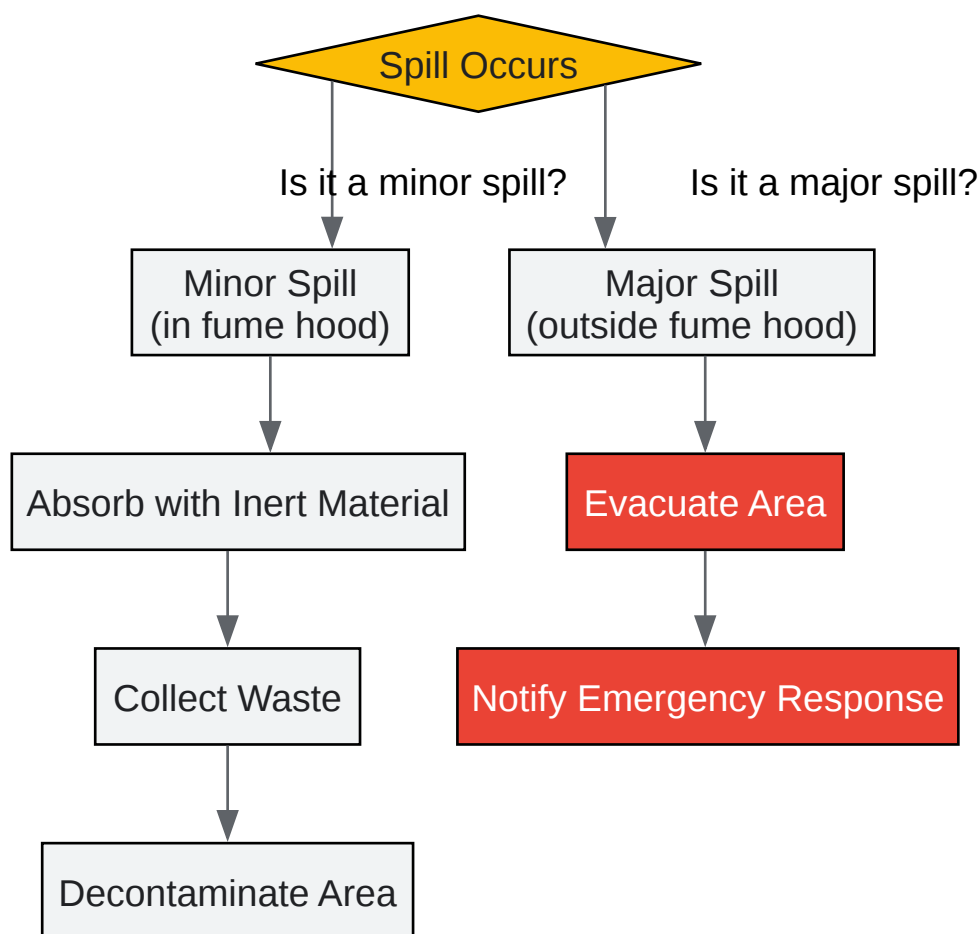 Spill Occurs
Is it a minor spill?
Is it a major spill?
Minor Spill
(in fume hood)
Major Spill
(outside fume hood)
Absorb with Inert Material
Evacuate Area
Collect Waste
Notify Emergency Response
Decontaminate Area